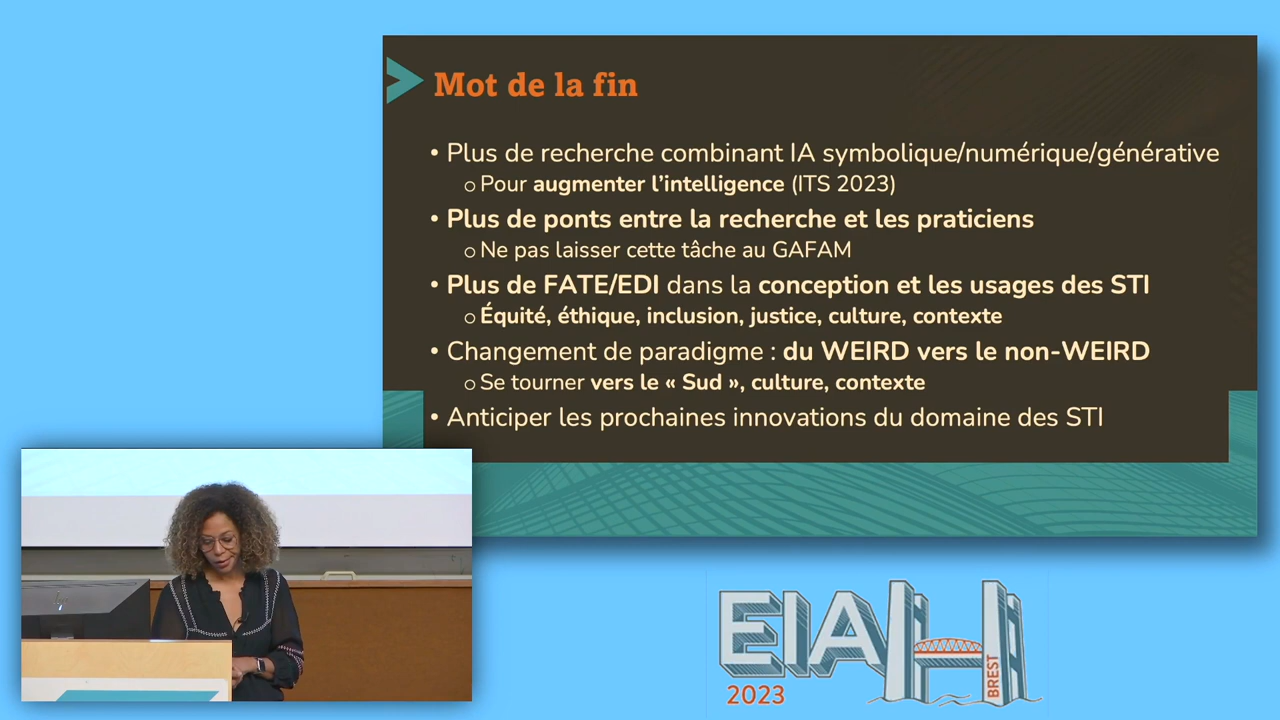 Mot de la fin
• Plus de recherche combinant IA symbolique/numérique/générative
o Pour augmenter l'intelligence (ITS 2023)
• Plus de ponts entre la recherche et les praticiens
o Ne pas laisser cette tâche au GAFAM
• Plus de FATE/EDI dans la conception et les usages des STI
o Équité, éthique, inclusion, justice, culture, contexte
• Changement de paradigme : du WEIRD vers le non-WEIRD
o Se tourner vers le « Sud », culture, contexte
• Anticiper les prochaines innovations du domaine des STI
EIAH
2023
BREST